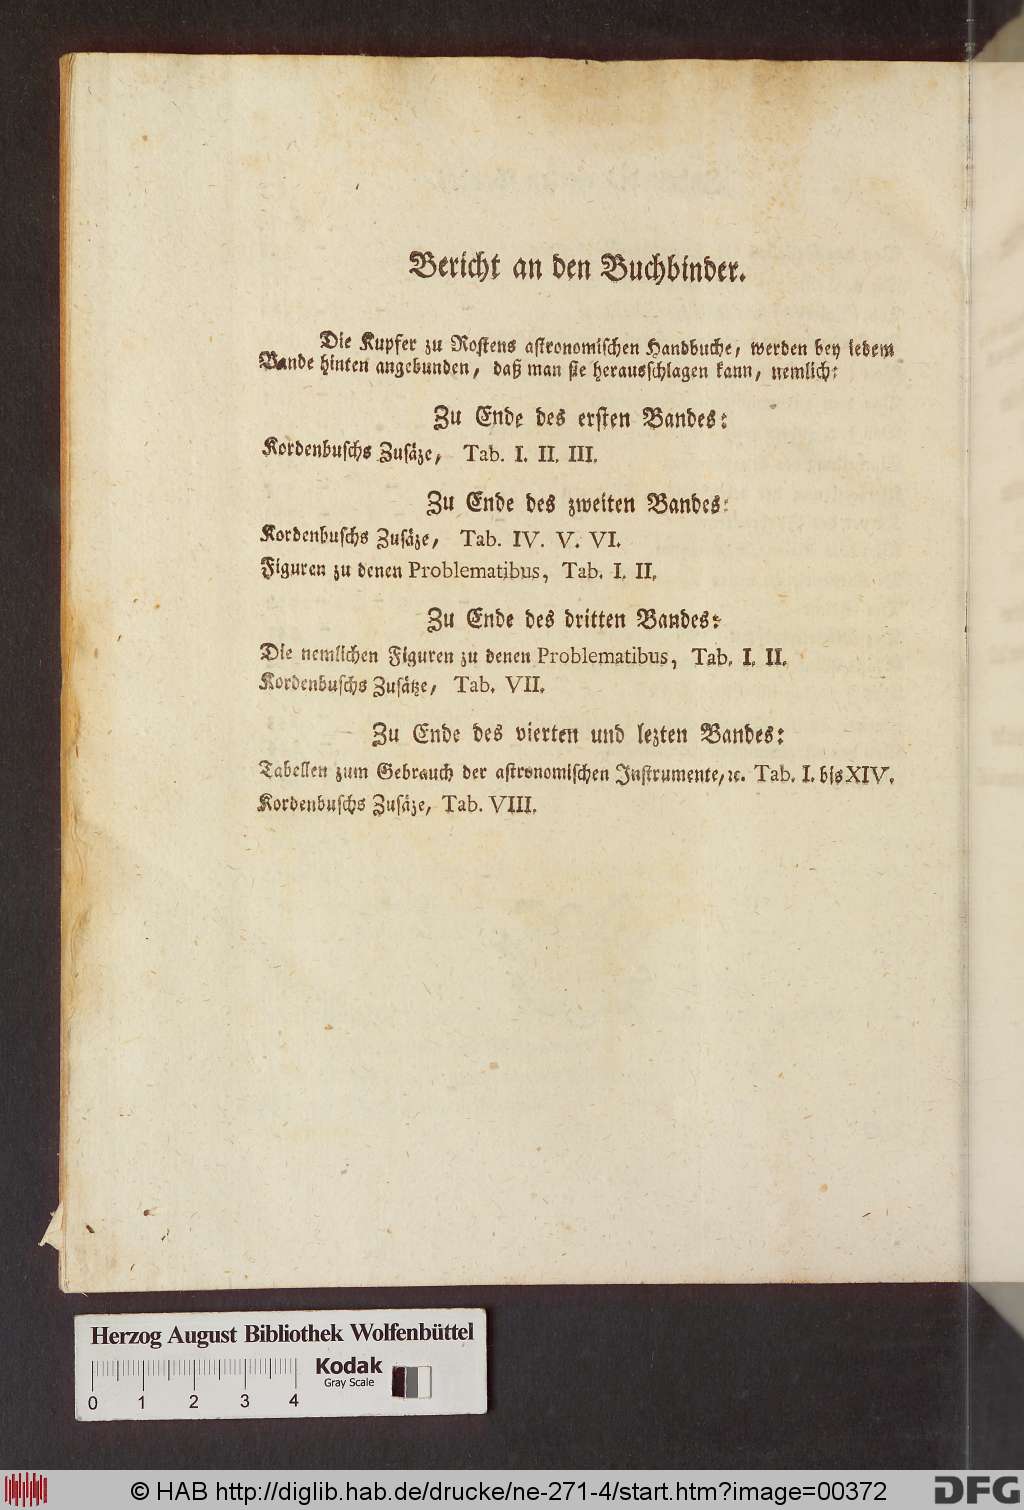 Bericht an den Buchbinder.
Die Kupfer zu Rostens astronomischen Handbuche, werden bey iedem
Bande hinten angebunden, daß man sie herausschlagen kann, nemlich:
Zu Ende des ersten Bandes:
Kordenbuschs Zusäze, Tab. I. II. III.
Zu Ende des zweiten Bandes:
Kordenbuschs Zusäze, Tab. IV. V. VI.
Figuren zu denen Problematibus, Tab. I. II.
Zu Ende des dritten Bandes:
Die nemlichen Figuren zu denen Problematibus, Tab. I. II.
Kordenbuschs Zusätze, Tab. VII.
Zu Ende des vierten und lezten Bandes:
Tabellen zum Gebrauch der astronomischen Instrumente, ꝛc. Tab. I. bis XIV.
Kordenbuschs Zusäze, Tab. VIII.
Herzog August Bibliothek Wolfenbüttel
Kodak
Gray Scale
0 1 2 3 4
© HAB http://diglib.hab.de/drucke/ne-271-4/start.htm?image=00372
DFG